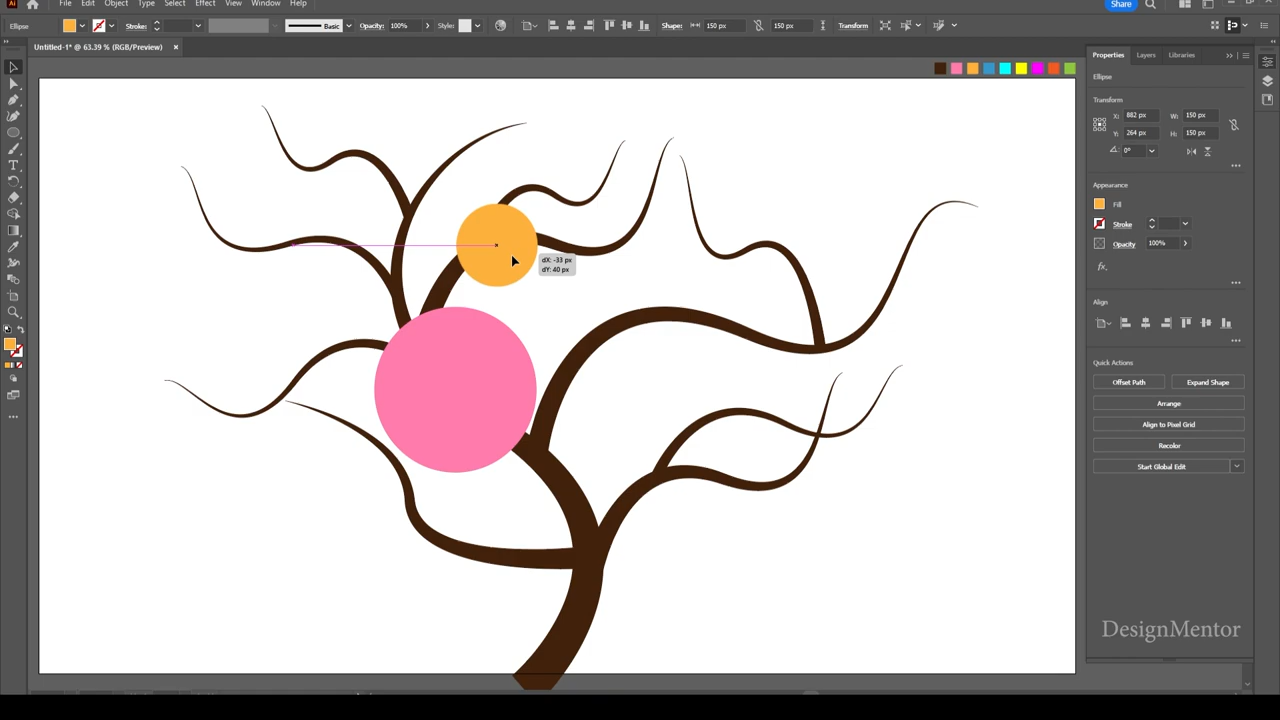 Ai File Edit Object Type Select Effect View Window Help Share
Ellipse Stroke: Basic Opacity: 100% Style: Shape: 150 px 150 px Transform
Untitled-1* @ 63.39 % (RGB/Preview) ×
Properties Layers Libraries
Ellipse
Transform
X: 882 px W: 150 px
Y: 264 px H: 150 px
0°
Appearance
Fill
Stroke
Opacity 100%
fx.
Align
Quick Actions
Offset Path Expand Shape
Arrange
Align to Pixel Grid
Recolor
Start Global Edit
dX: -33 px
dY: 40 px
DesignMentor